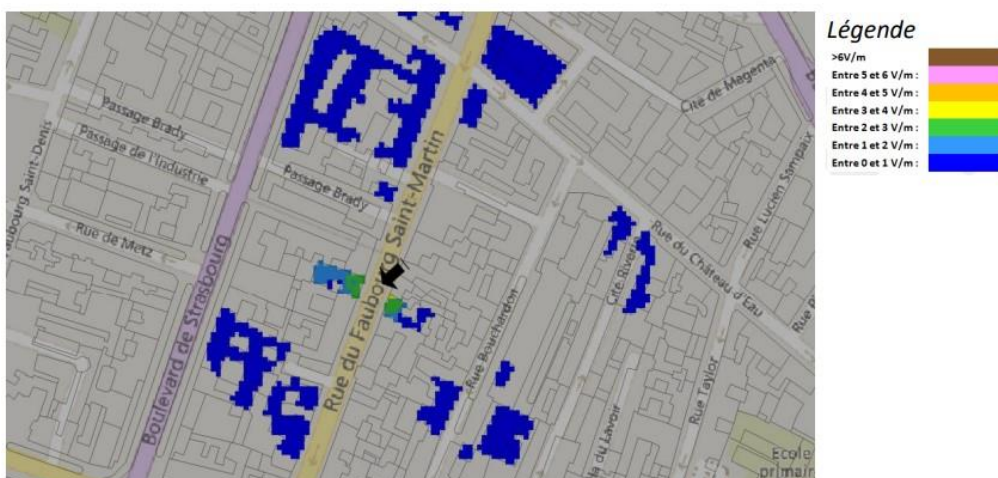 Légende
>6V/m
Entre 5 et 6 V/m :
Entre 4 et 5 V/m :
Entre 3 et 4 V/m :
Entre 2 et 3 V/m :
Entre 1 et 2 V/m :
Entre 0 et 1 V/m :
Cité de Magenta
Passage Brady
Passage de l'Industrie
Passage Brady
Faubourg Saint-Denis
Rue de Metz
Boulevard de Strasbourg
Rue du Faubourg Saint-Martin
Rue Lucien Sampaix
Rue du Château d'Eau
Cité Riverin
Rue Bouchardon
Rue Taylor
du Lavoir
Ecole
primair